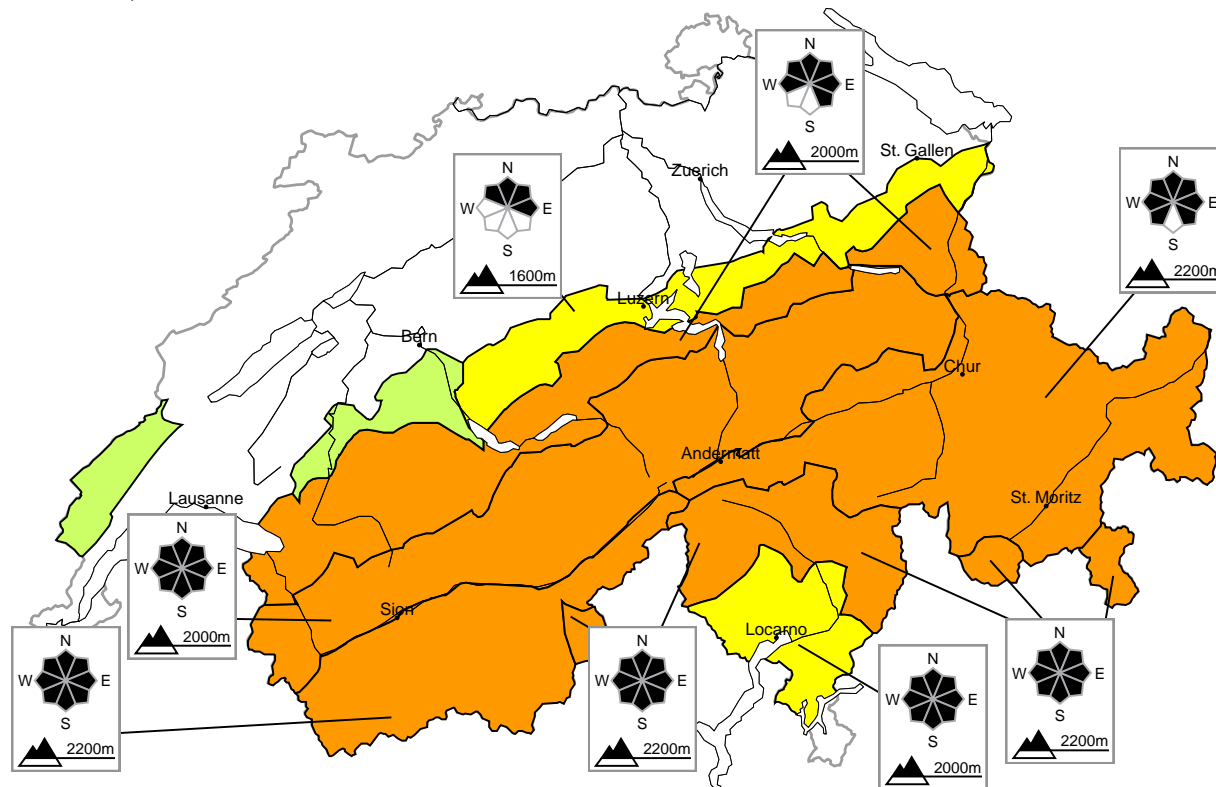 N
W E
S
2000m
St. Gallen
N
W E
S
1600m
Zuerich
N
W E
S
2200m
Luzern
Bern
Chur
Andermatt
St. Moritz
Lausanne
N
W E
S
2000m
Sion
Locarno
N
W E
S
2200m
N
W E
S
2200m
N
W E
S
2000m
N
W E
S
2200m